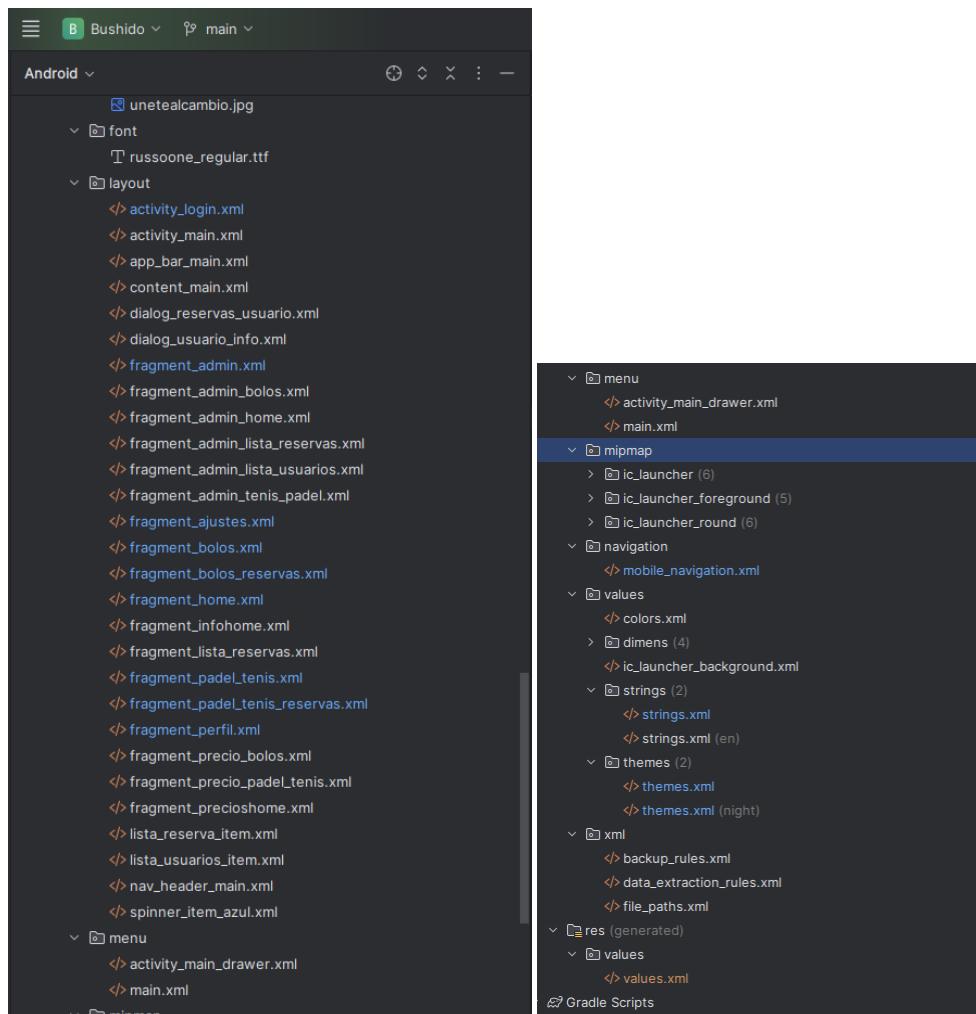 B Bushido main
Android
unetealcambio.jpg
font
russoone_regular.ttf
layout
activity_login.xml
activity_main.xml
app_bar_main.xml
content_main.xml
dialog_reservas_usuario.xml
dialog_usuario_info.xml
fragment_admin.xml
fragment_admin_bolos.xml
fragment_admin_home.xml
fragment_admin_lista_reservas.xml
fragment_admin_lista_usuarios.xml
fragment_admin_tenis_padel.xml
fragment_ajustes.xml
fragment_bolos.xml
fragment_bolos_reservas.xml
fragment_home.xml
fragment_infohome.xml
fragment_lista_reservas.xml
fragment_padel_tenis.xml
fragment_padel_tenis_reservas.xml
fragment_perfil.xml
fragment_precio_bolos.xml
fragment_precio_padel_tenis.xml
fragment_precioshome.xml
lista_reserva_item.xml
lista_usuarios_item.xml
nav_header_main.xml
spinner_item_azul.xml
menu
activity_main_drawer.xml
main.xml
mipmap
menu
activity_main_drawer.xml
main.xml
mipmap
ic_launcher (6)
ic_launcher_foreground (5)
ic_launcher_round (6)
navigation
mobile_navigation.xml
values
colors.xml
dimens (4)
ic_launcher_background.xml
strings (2)
strings.xml
strings.xml (en)
themes (2)
themes.xml
themes.xml (night)
xml
backup_rules.xml
data_extraction_rules.xml
file_paths.xml
res (generated)
values
values.xml
Gradle Scripts